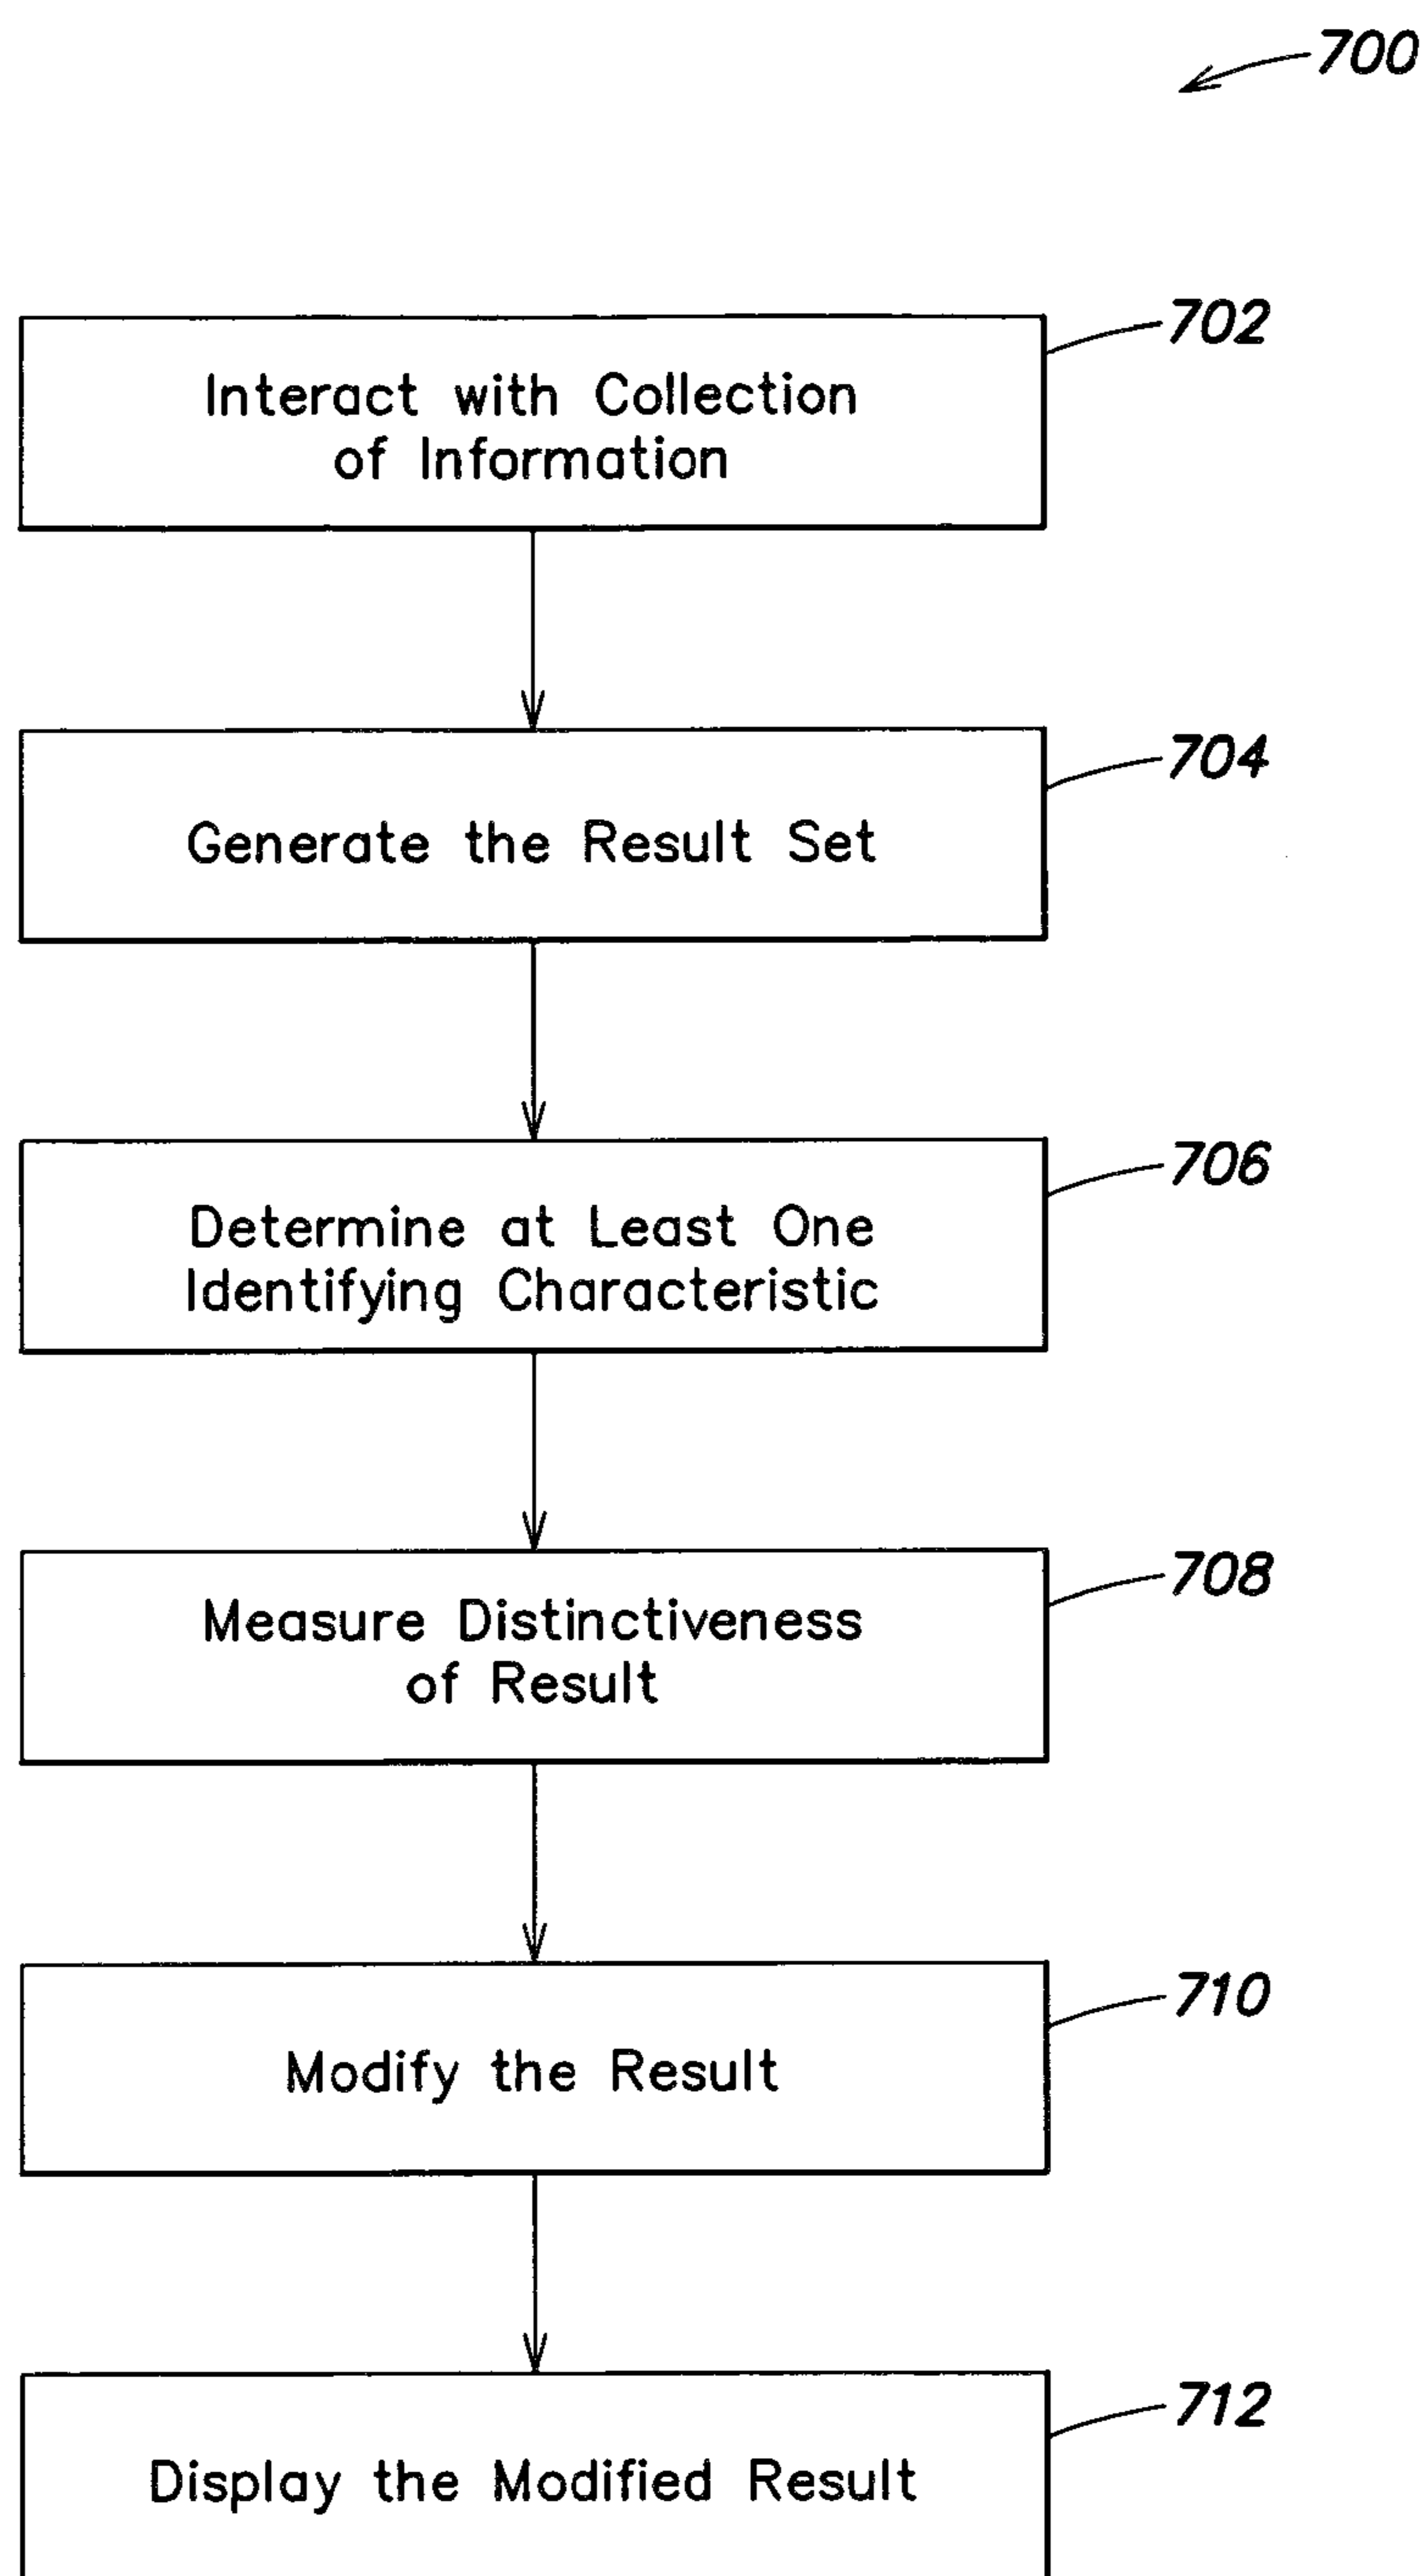 700
702
Interact with Collection
of Information
704
Generate the Result Set
706
Determine at Least One
Identifying Characteristic
708
Measure Distinctiveness
of Result
710
Modify the Result
712
Display the Modified Result